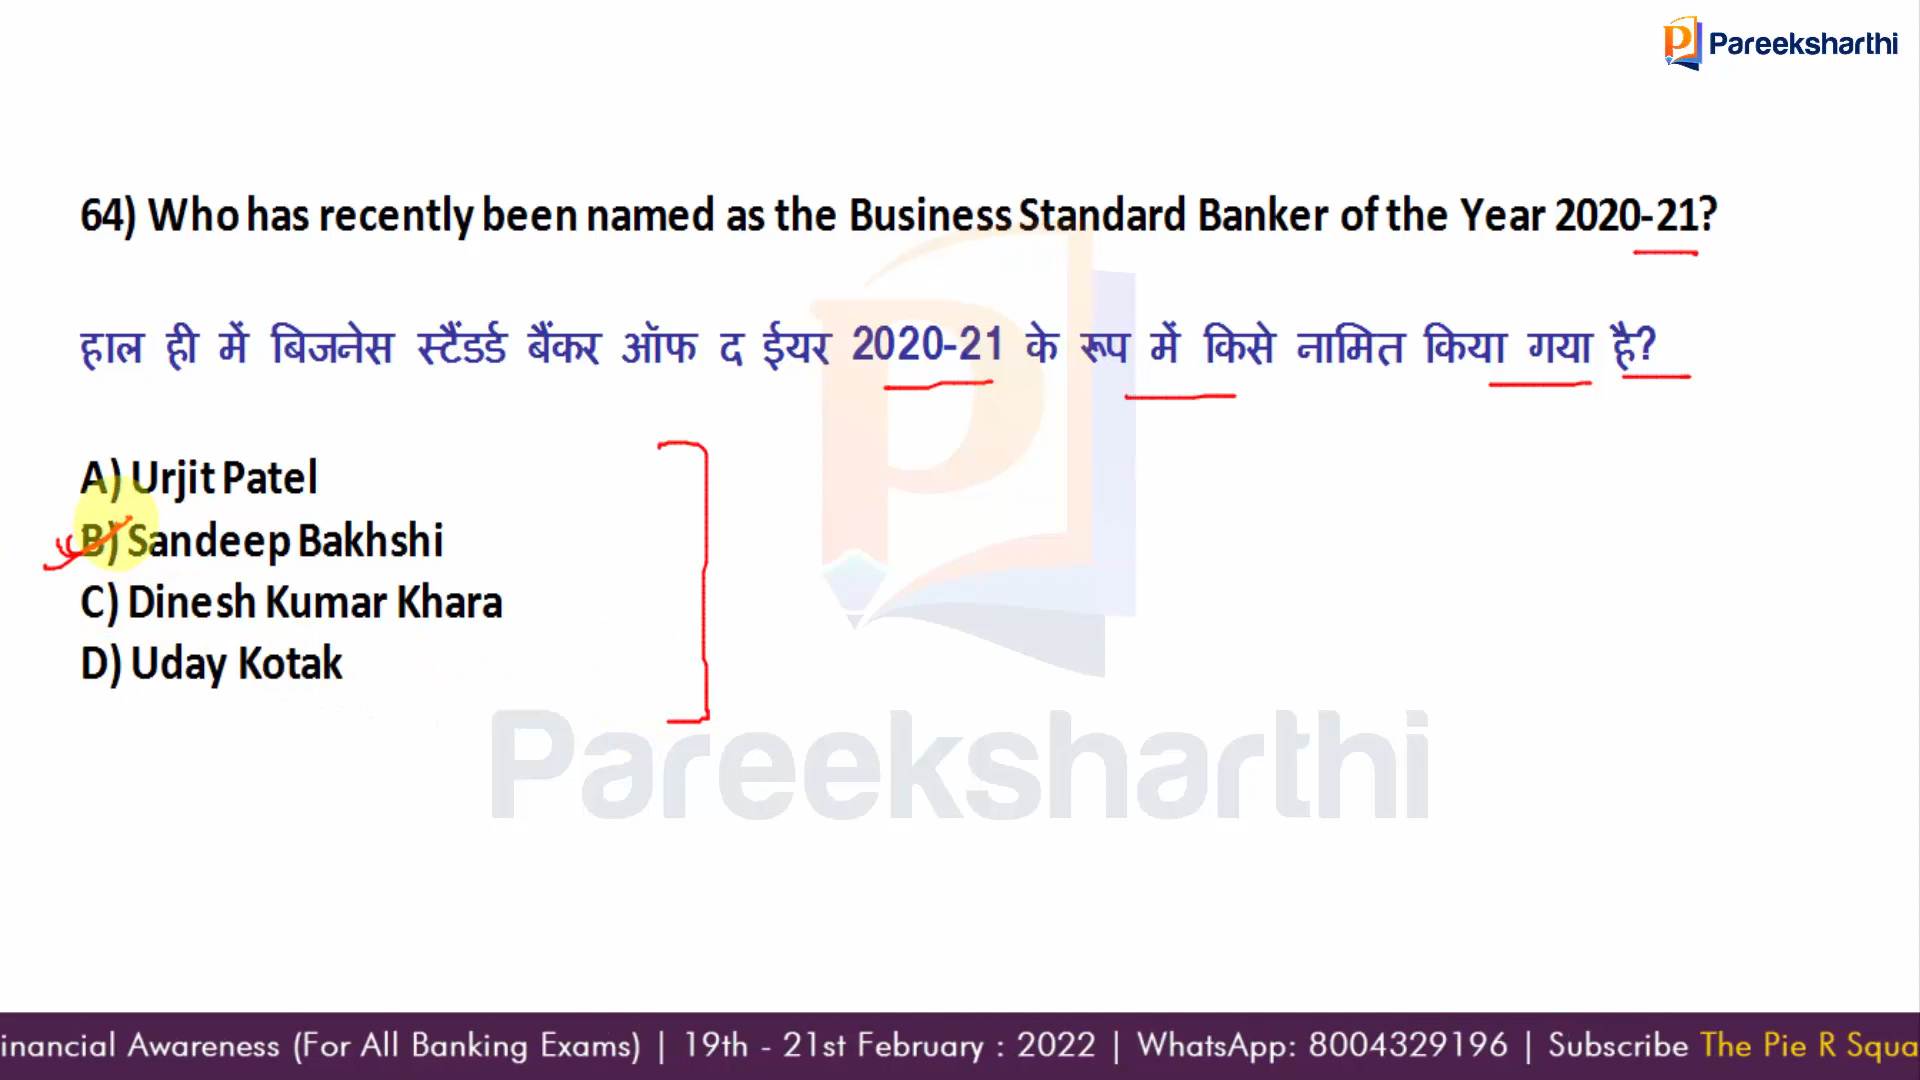 Pareeksharthi
64) Who has recently been named as the Business Standard Banker of the Year 2020-21?
हाल ही में बिजनेस स्टैंडर्ड बैंकर ऑफ द ईयर 2020-21 के रूप में किसे नामित किया गया है?
A) Urjit Patel
B) Sandeep Bakhshi
C) Dinesh Kumar Khara
D) Uday Kotak
Pareeksharthi
inancial Awareness (For All Banking Exams) | 19th - 21st February : 2022 | WhatsApp: 8004329196 | Subscribe The Pie R Squa